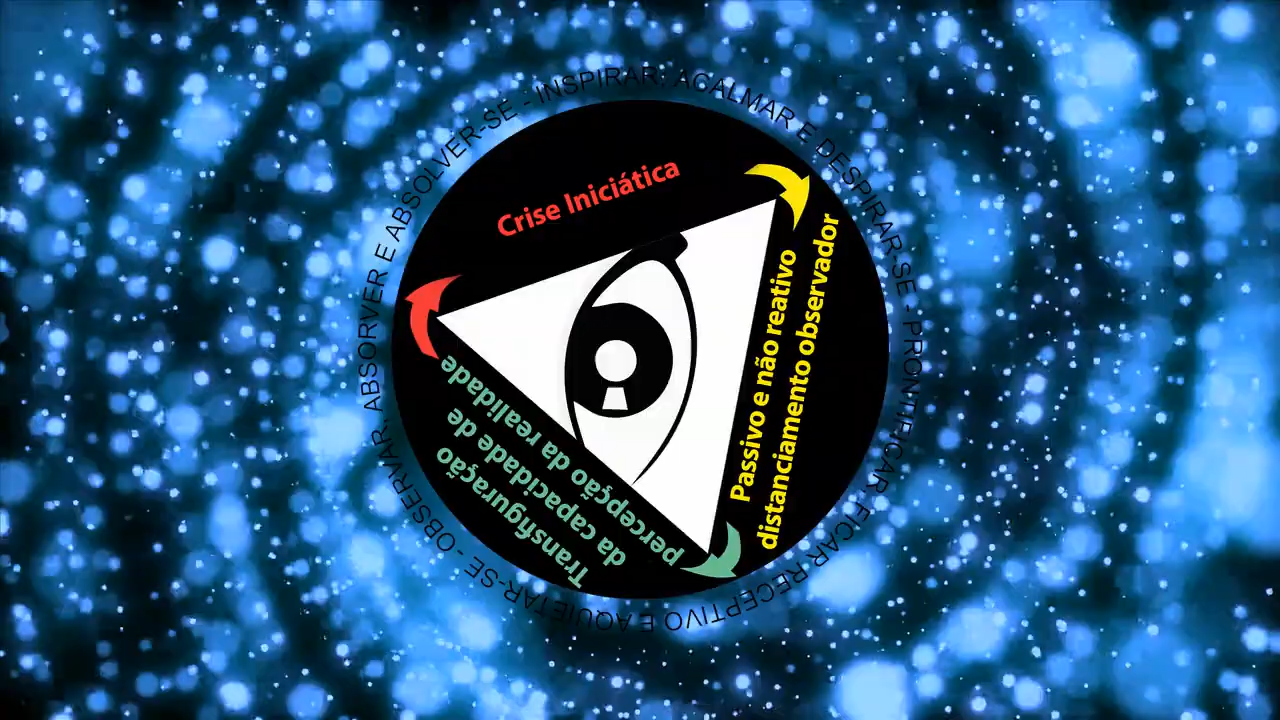 INSPIRAR; ACALMAR E DESPIRAR-SE - PRONTIFICAR, FICAR RECEPTIVO E AQUIETAR-SE - OBSERVAR, ABSORVER E ABSOLVER-SE -
Crise Iniciática
Passivo e não reativo
distanciamento observador
Transfiguração
da capacidade de
percepção da realidade